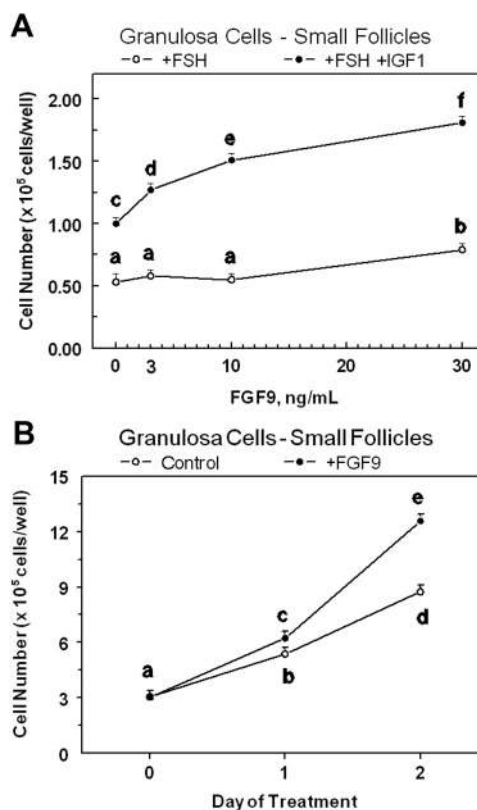 A
Granulosa Cells - Small Follicles
+FSH +FSH +IGF1
Cell Number (x 10⁵ cells/well)
2.00
1.50
1.00
0.50
0.00
c d e f
a a a b
0 3 10 20 30
FGF9, ng/mL
B
Granulosa Cells - Small Follicles
Control +FGF9
Cell Number (x 10⁵ cells/well)
15
12
9
6
3
0
a c e
b d
0 1 2
Day of Treatment